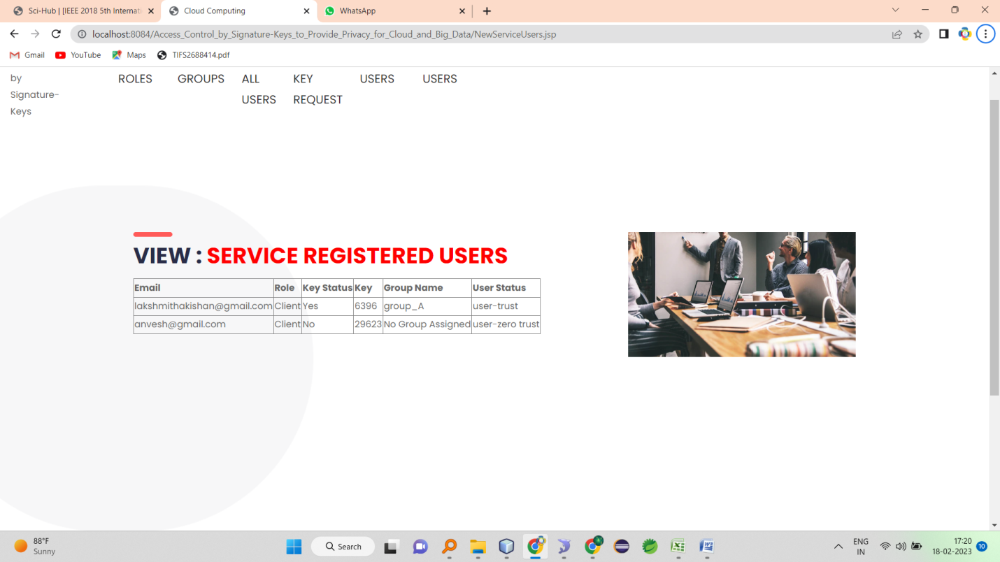 Sci-Hub | [IEEE 2018 5th Internati
Cloud Computing
WhatsApp
localhost:8084/Access_Control_by_Signature-Keys_to_Provide_Privacy_for_Cloud_and_Big_Data/NewServiceUsers.jsp
Gmail YouTube Maps TIFS2688414.pdf
by
Signature-
Keys
ROLES
GROUPS
ALL
USERS
KEY
REQUEST
USERS
USERS
VIEW : SERVICE REGISTERED USERS
Email Role Key Status Key Group Name User Status
lakshmithakishan@gmail.com Client Yes 6396 group_A user-trust
anvesh@gmail.com Client No 29623 No Group Assigned user-zero trust
88°F
Sunny
Search
ENG
IN
17:20
18-02-2023
10